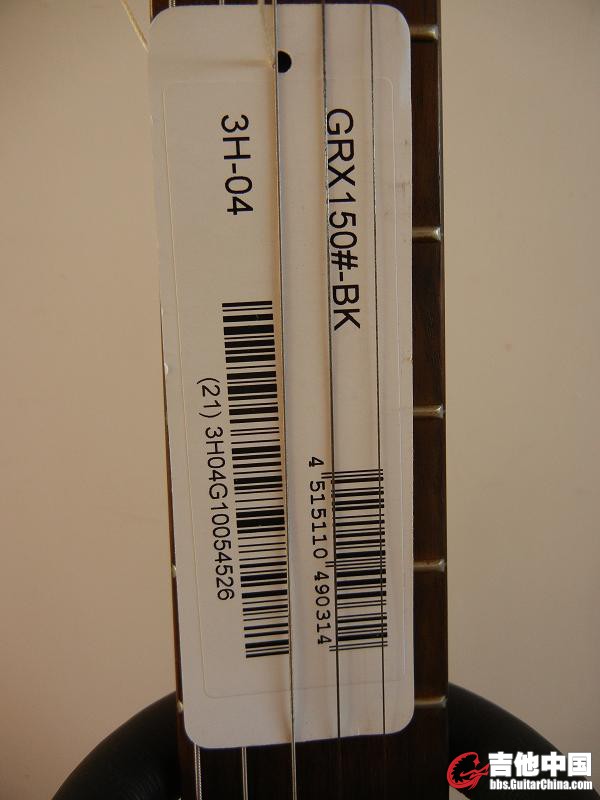 GRX150#-BK
3H-04
(21) 3H04G10054526
4 515110 490314
吉他中国
bbs.GuitarChina.com